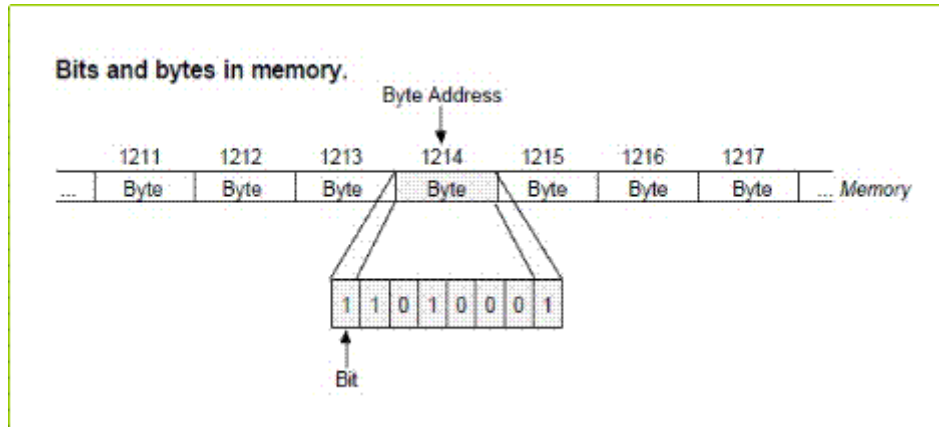 Bits and bytes in memory.
Byte Address
1211 1212 1213 1214 1215 1216 1217
... Byte Byte Byte Byte Byte Byte Byte ... Memory
1 1 0 1 0 0 0 1
Bit